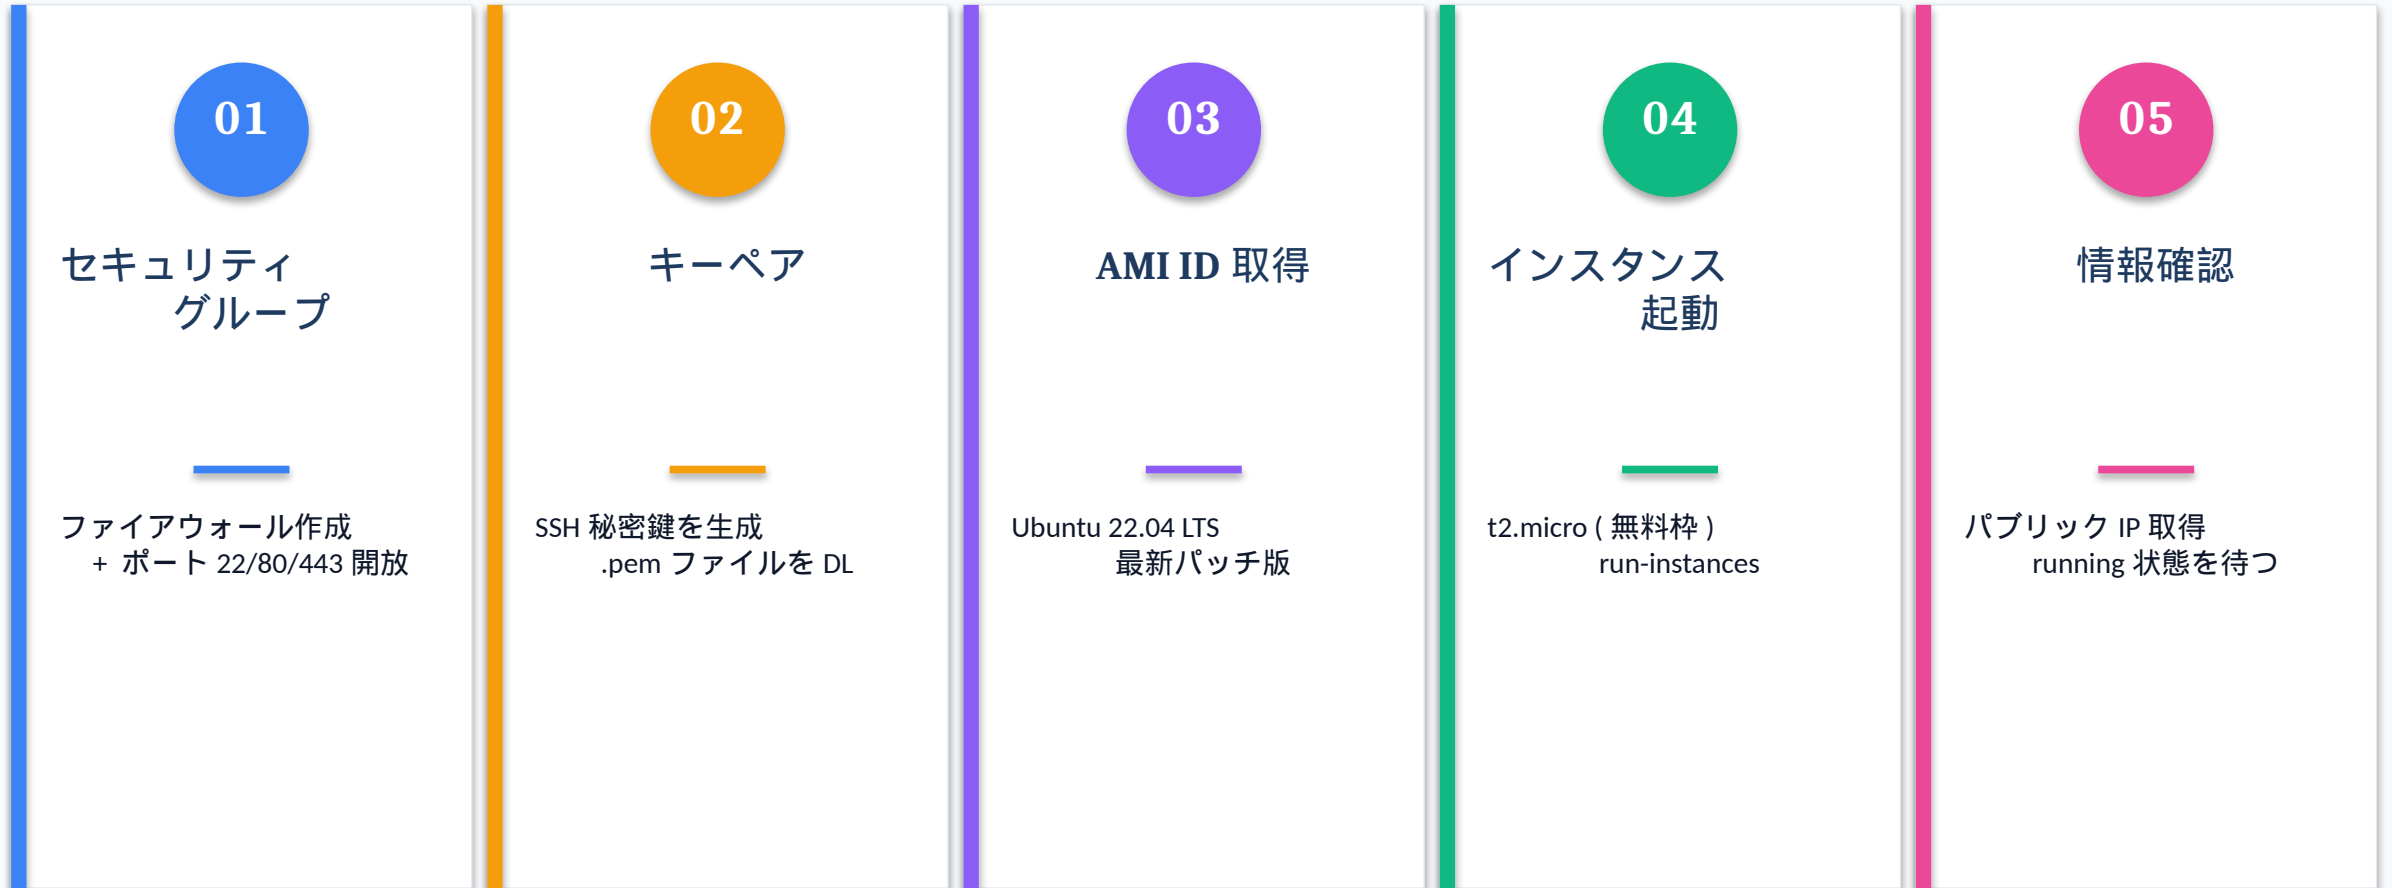 01
セキュリティ
グループ
ファイアウォール作成
+ ポート 22/80/443 開放
02
キーペア
SSH 秘密鍵を生成
.pem ファイルを DL
03
AMI ID 取得
Ubuntu 22.04 LTS
最新パッチ版
04
インスタンス
起動
t2.micro ( 無料枠 )
run-instances
05
情報確認
パブリック IP 取得
running 状態を待つ